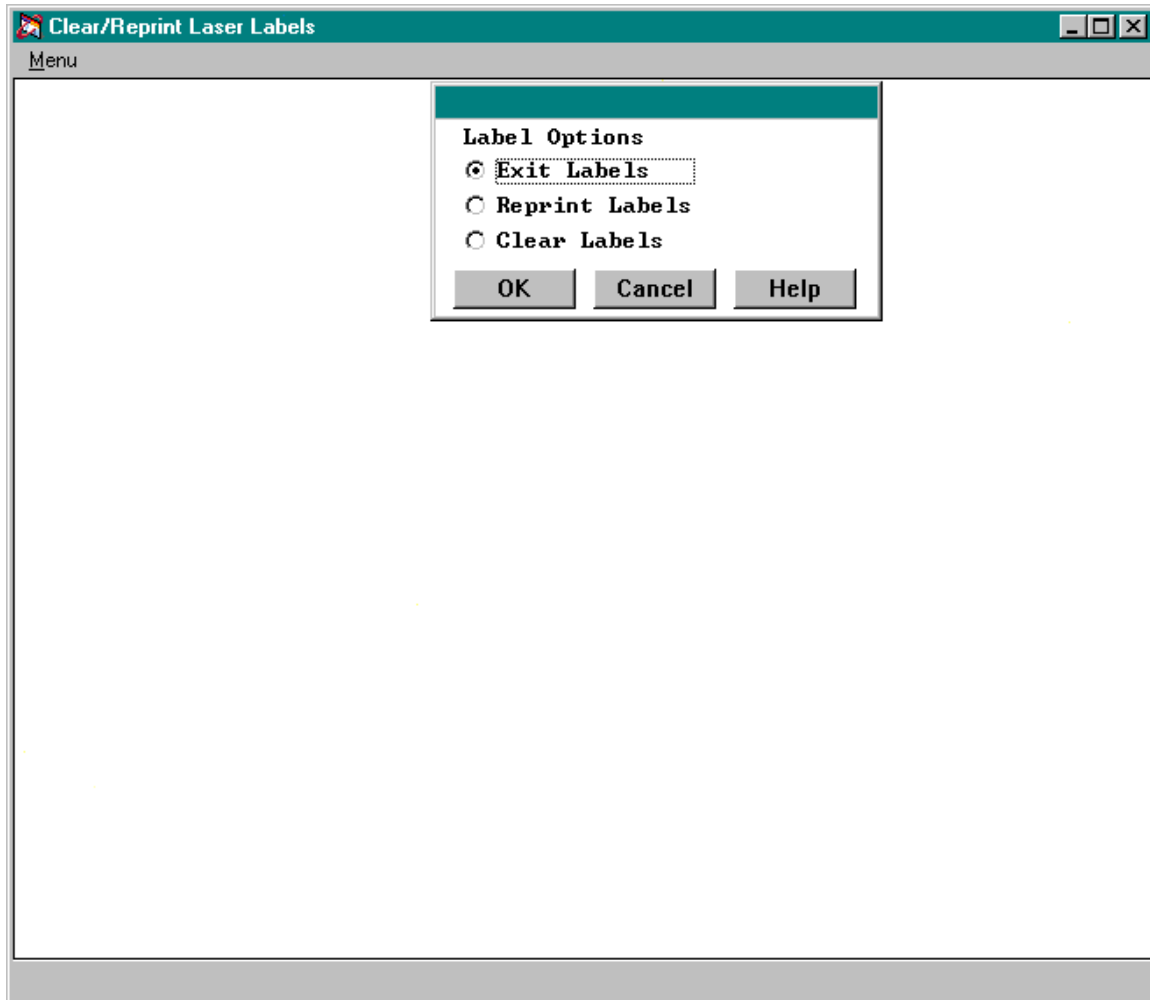 Clear/Reprint Laser Labels
Menu
Label Options
Exit Labels
Reprint Labels
Clear Labels
OK Cancel Help